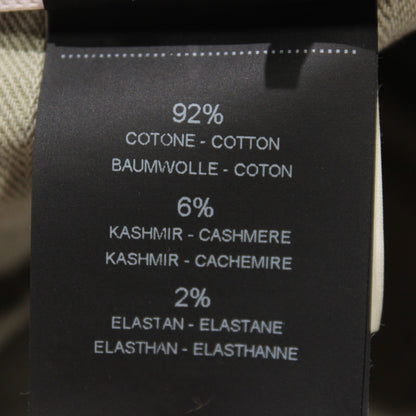 92%
COTONE - COTTON
BAUMWOLLE - COTON
6%
KASHMIR - CASHMERE
KASHMIR - CACHEMIRE
2%
ELASTAN - ELASTANE
ELASTHAN - ELASTHANNE